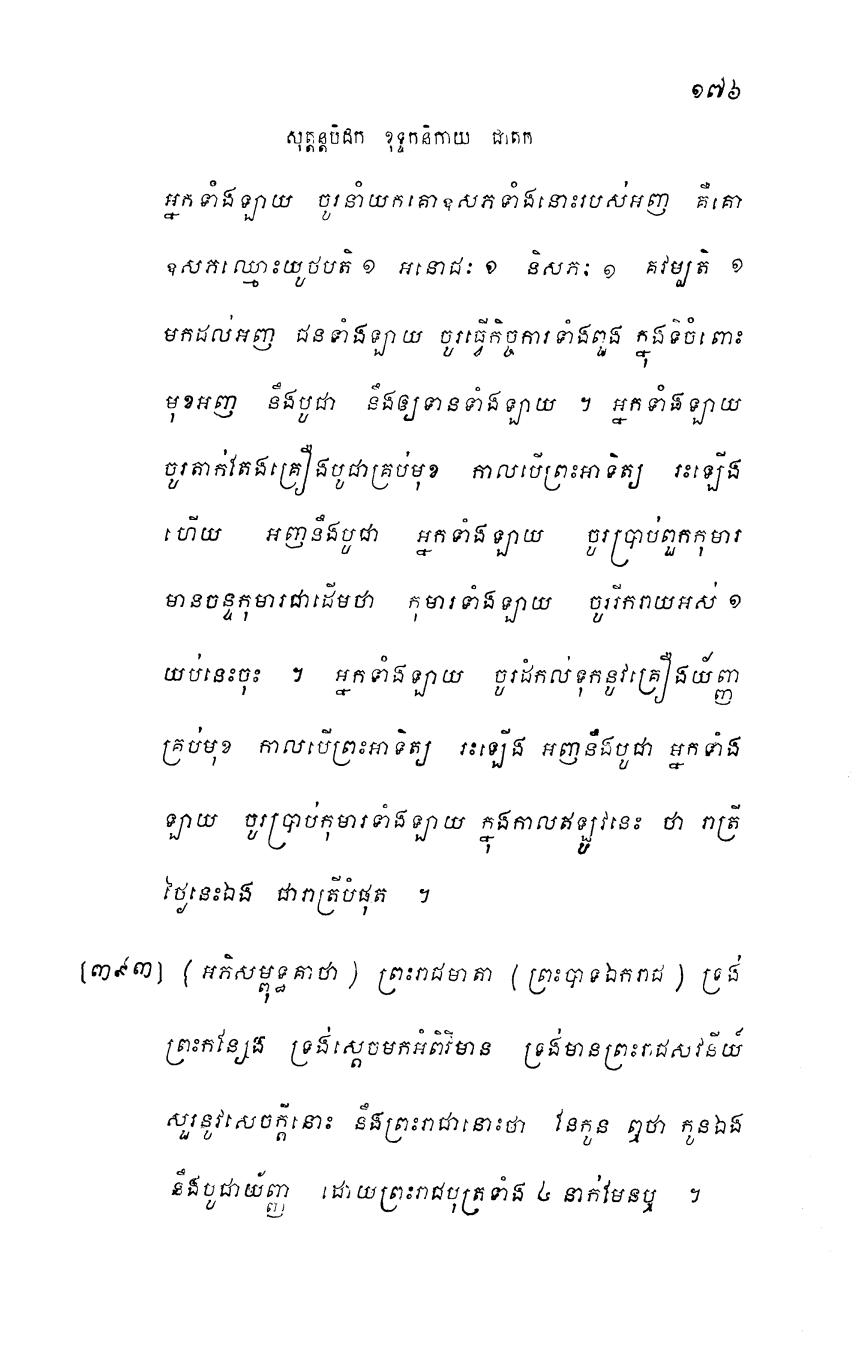 ១៧៦
សុត្តន្តបិដក ខុទ្ទកនិកាយ ជាតក
អ្នកទាំងឡាយ ចូរនាំយកគោឧសភទាំងនោះរបស់អញ គឺគោ
ឧសភឈ្មោះយូថបតិ ១ អនោជៈ ១ និសភៈ ១ គវម្បតិ ១
មកដល់អញ ជនទាំងឡាយ ចូរធ្វើកិច្ចការទាំងពួង ក្នុងទីចំពោះ
មុខអញ នឹងបូជា នឹងឲ្យទានទាំងឡាយ ។ អ្នកទាំងឡាយ
ចូរតាក់តែងគ្រឿងបូជាគ្រប់មុខ កាលបើព្រះអាទិត្យ រះឡើង
ហើយ អញនឹងបូជា អ្នកទាំងឡាយ ចូរប្រាប់ពួកកុមារ
មានចន្ទកុមារជាដើមថា កុមារទាំងឡាយ ចូររីករាយអស់ ១
យប់នេះចុះ ។ អ្នកទាំងឡាយ ចូរដំកល់ទុកនូវគ្រឿងយ័ញ្ញ
គ្រប់មុខ កាលបើព្រះអាទិត្យ រះឡើង អញនឹងបូជា អ្នកទាំង
ឡាយ ចូរប្រាប់កុមារទាំងឡាយ ក្នុងកាលឥឡូវនេះ ថា រាត្រី
ថ្ងៃនេះឯង ជារាត្រីបំផុត ។
[៣៩៣] (អភិសម្ពុទ្ធគាថា) ព្រះរាជមាតា (ព្រះបាទឯករាជ) ទ្រង់
ព្រះកន្សែង ទ្រង់ស្តេចមកអំពីវិមាន ទ្រង់មានព្រះរាជសវនីយ៍
សួរនូវសេចក្តីនោះ នឹងព្រះរាជានោះថា នែកូន ឮថា កូនឯង
នឹងបូជាយ័ញ្ញ ដោយព្រះរាជបុត្រទាំង ៤ នាក់មែនឬ ។